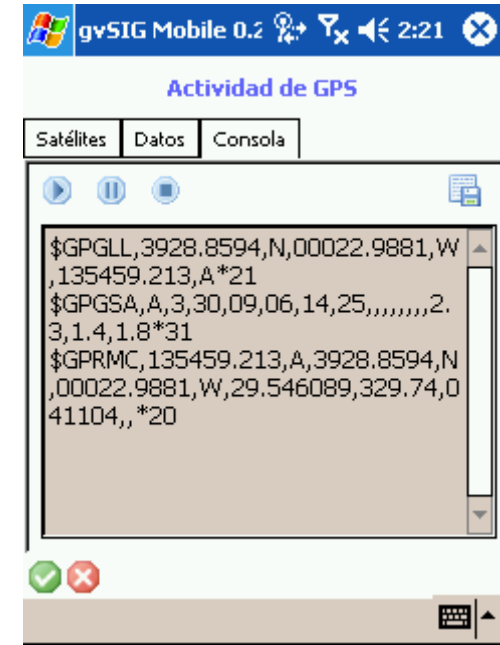 gvSIG Mobile 0.2 2:21
Actividad de GPS
Satélites Datos Consola
$GPGLL,3928.8594,N,00022.9881,W
,135459.213,A*21
$GPGSA,A,3,30,09,06,14,25,,,,,,,,2.
3,1.4,1.8*31
$GPRMC,135459.213,A,3928.8594,N
,00022.9881,W,29.546089,329.74,0
41104,,*20